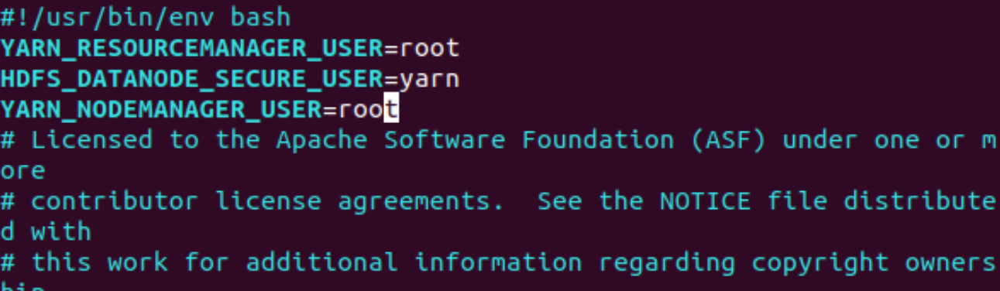 #!/usr/bin/env bash
YARN_RESOURCEMANAGER_USER=root
HDFS_DATANODE_SECURE_USER=yarn
YARN_NODEMANAGER_USER=root
# Licensed to the Apache Software Foundation (ASF) under one or m
ore
# contributor license agreements.  See the NOTICE file distribute
d with
# this work for additional information regarding copyright owners
hip